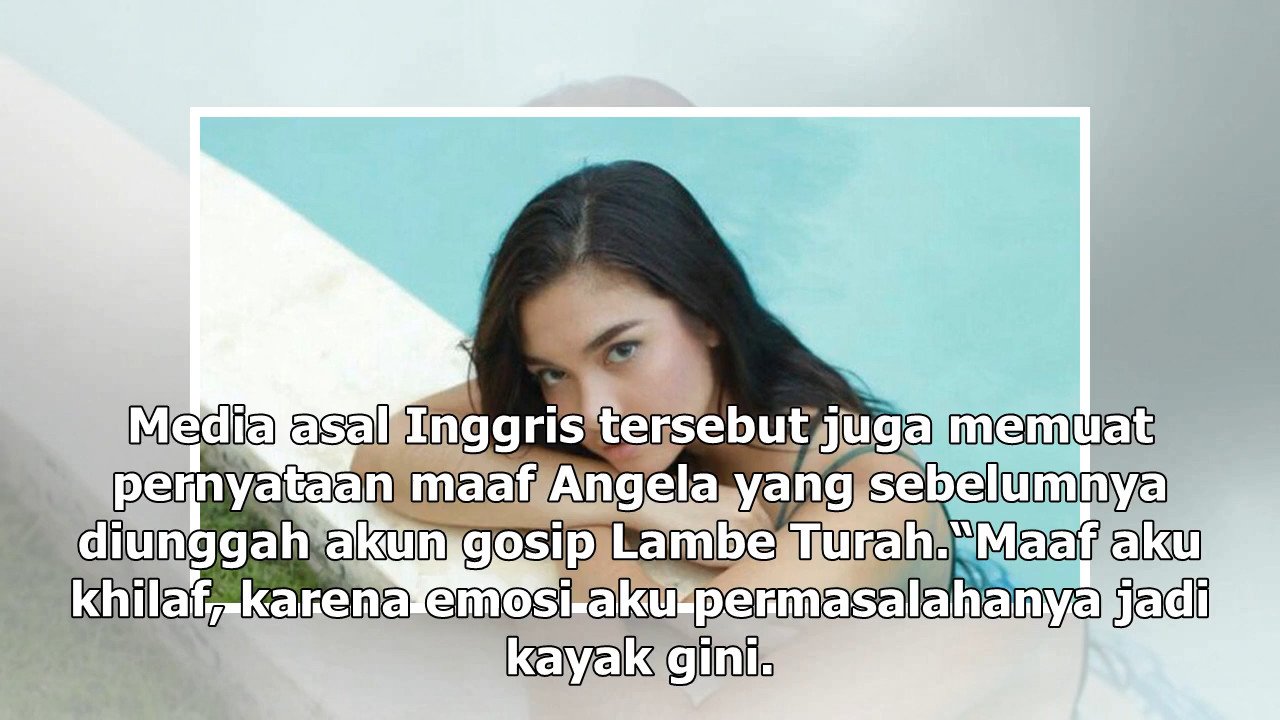 Media asal Inggris tersebut juga memuat
pernyataan maaf Angela yang sebelumnya
diunggah akun gosip Lambe Turah.“Maaf aku
khilaf, karena emosi aku permasalahanya jadi
kayak gini.